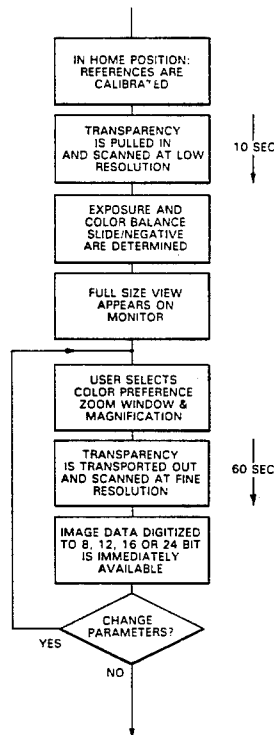 IN HOME POSITION:
REFERENCES ARE
CALIBRATED
TRANSPARENCY
IS PULLED IN
AND SCANNED AT LOW
RESOLUTION
10 SEC
EXPOSURE AND
COLOR BALANCE
SLIDE/NEGATIVE
ARE DETERMINED
FULL SIZE VIEW
APPEARS ON
MONITOR
USER SELECTS
COLOR PREFERENCE
ZOOM WINDOW &
MAGNIFICATION
TRANSPARENCY
IS TRANSPORTED OUT
AND SCANNED AT FINE
RESOLUTION
60 SEC
IMAGE DATA DIGITIZED
TO 8, 12, 16 OR 24 BIT
IS IMMEDIATELY
AVAILABLE
CHANGE
PARAMETERS?
YES
NO